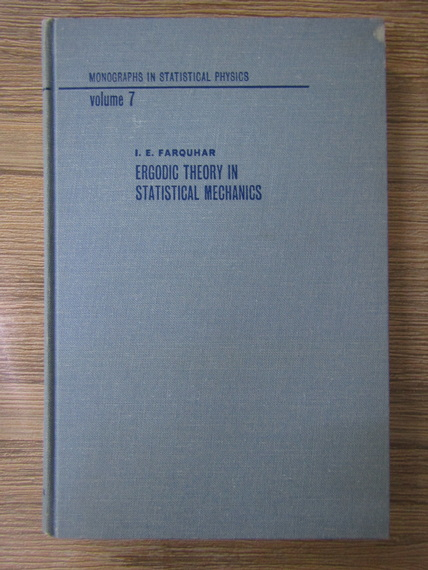 MONOGRAPHS IN STATISTICAL PHYSICS
volume 7
I. E. FARQUHAR
ERGODIC THEORY IN
STATISTICAL MECHANICS